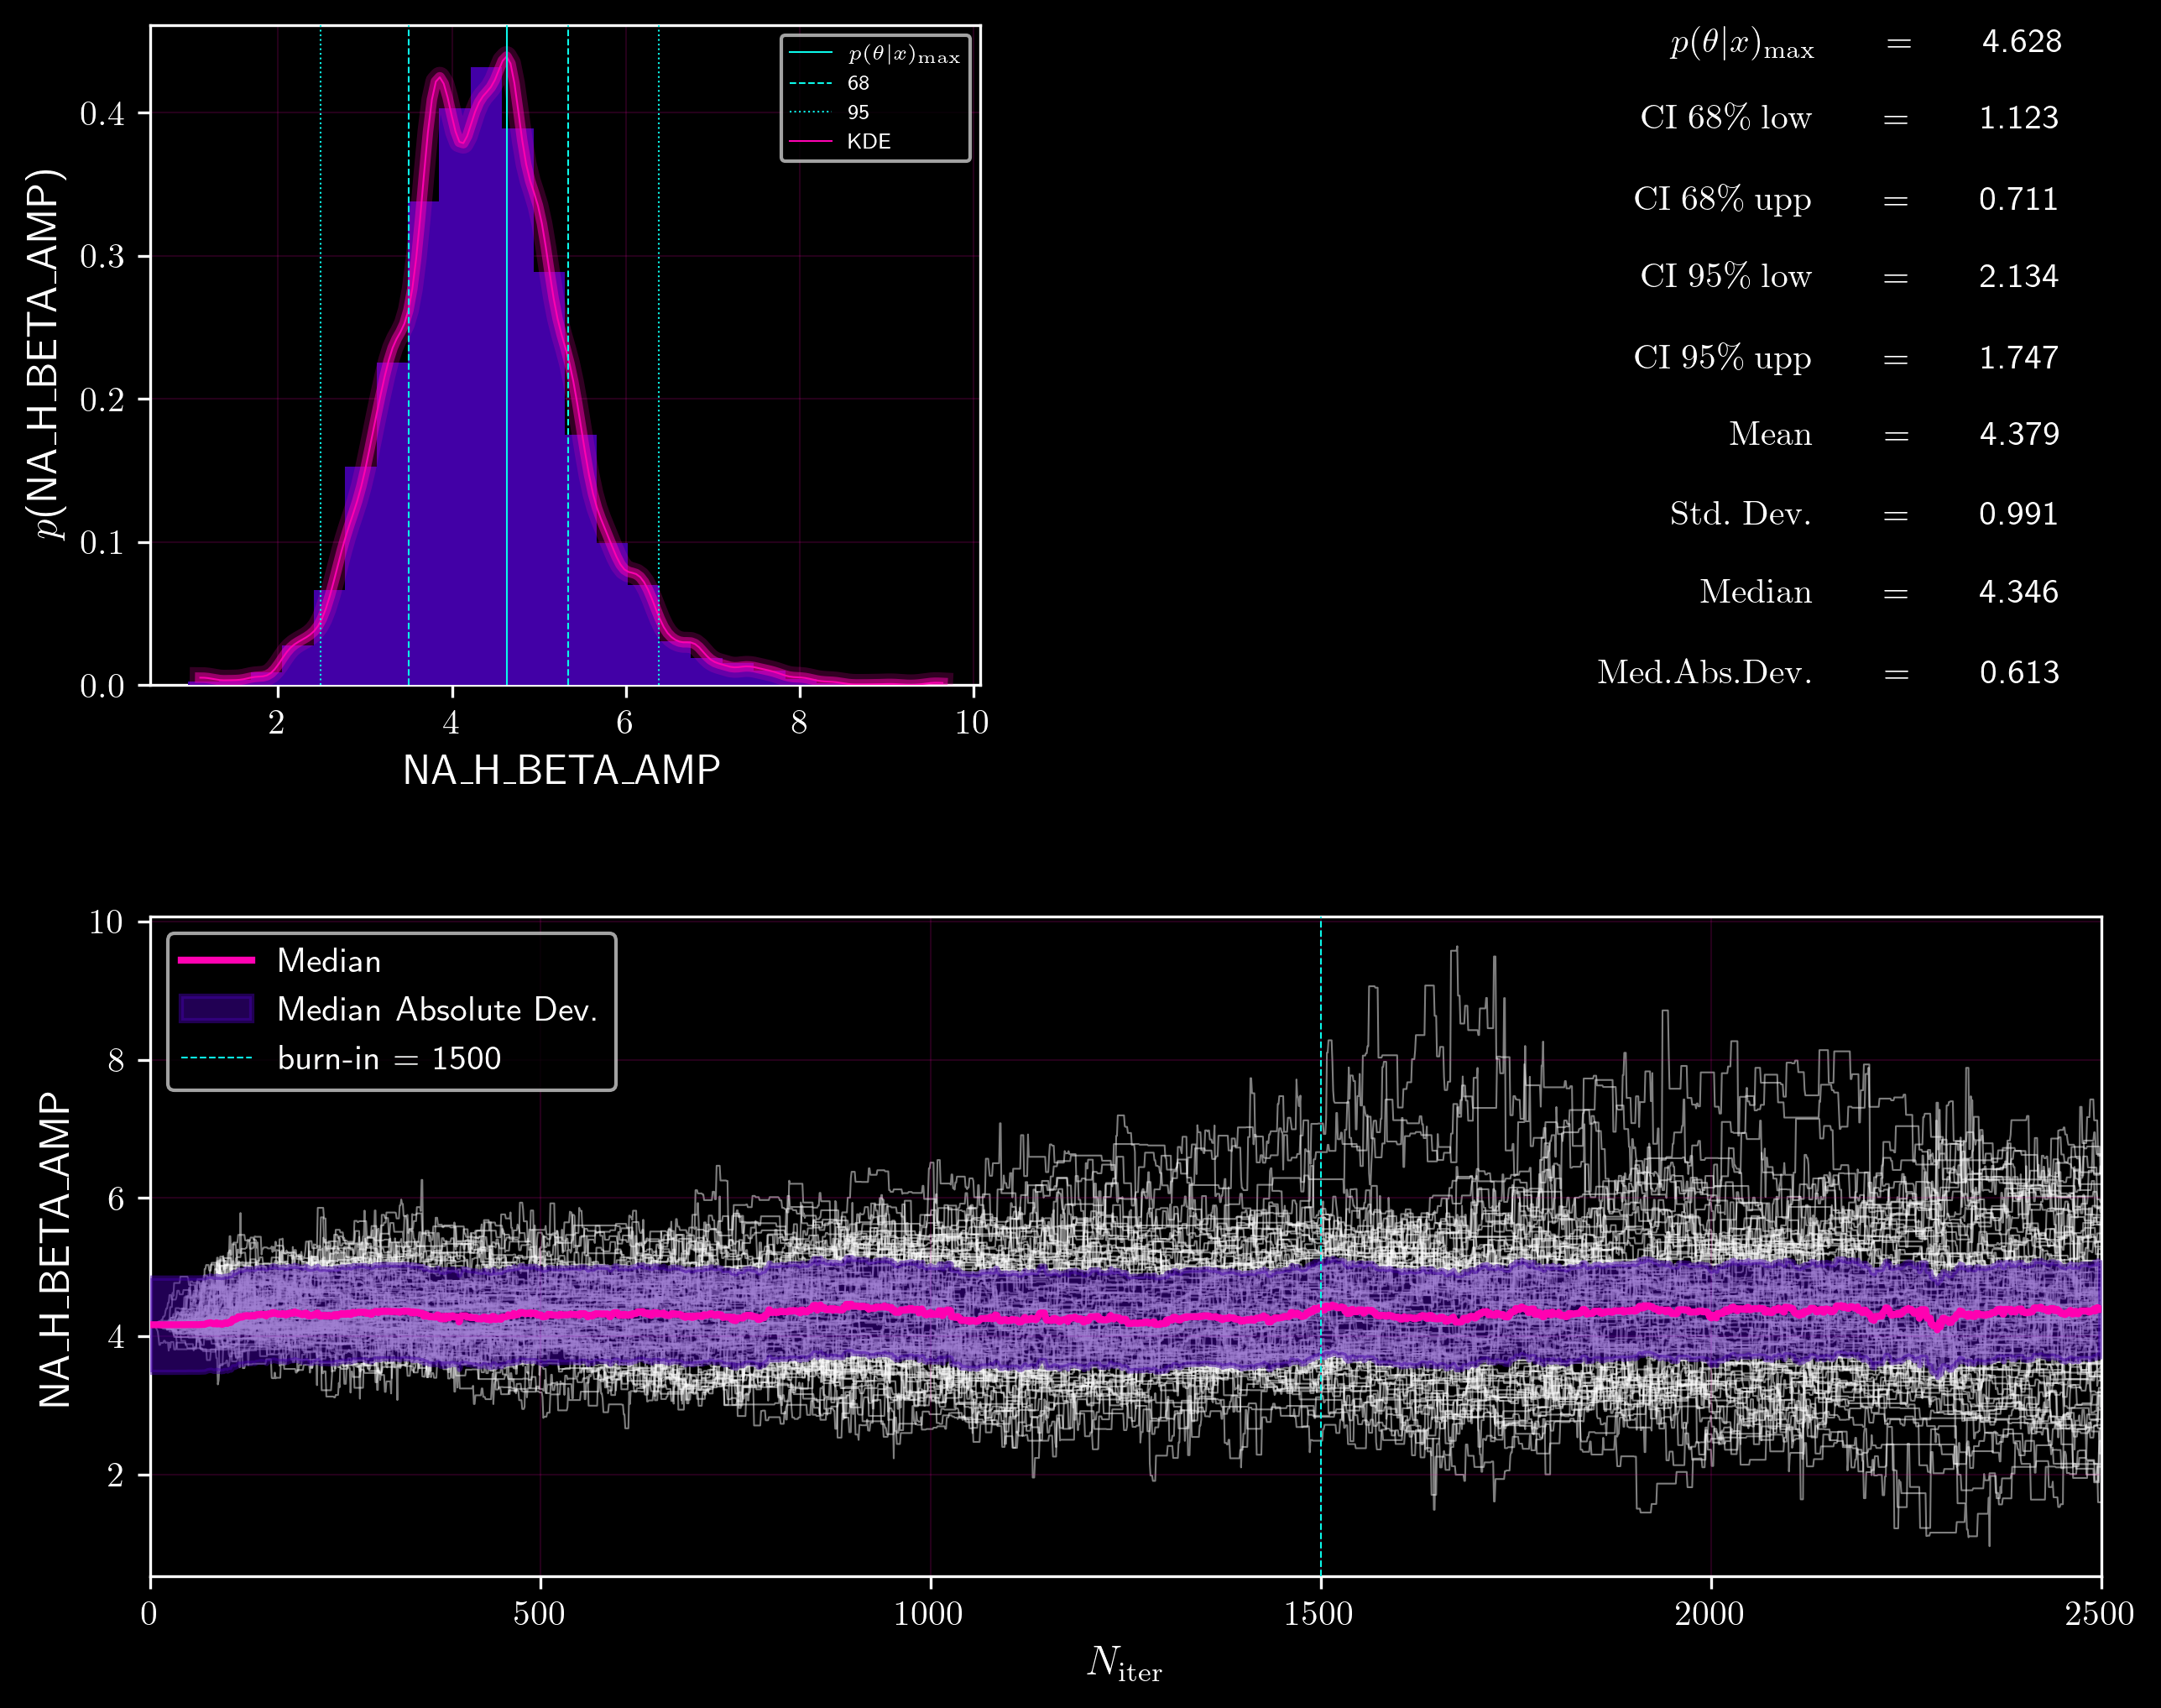 p(NA_H_BETA_AMP)
0.4
0.3
0.2
0.1
0.0
2 4 6 8 10
NA_H_BETA_AMP
p(θ|x)max
68
95
KDE
p(θ|x)max = 4.628
CI 68% low = 1.123
CI 68% upp = 0.711
CI 95% low = 2.134
CI 95% upp = 1.747
Mean = 4.379
Std. Dev. = 0.991
Median = 4.346
Med.Abs.Dev. = 0.613
NA_H_BETA_AMP
10
8
6
4
2
Median
Median Absolute Dev.
burn-in = 1500
0 500 1000 1500 2000 2500
Niter